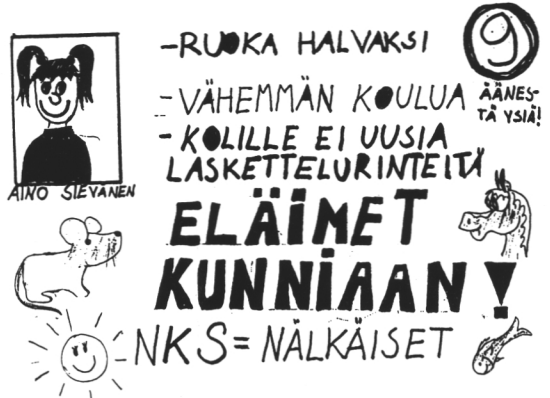 -RUOKA HALVAKSI
9
-VÄHEMMÄN KOULUA
ÄÄNES-
TÄ YSIÄ!
-KOLILLE EI UUSIA
LASKETTELURINTEITÄ
AINO SIEVÄNEN
ELÄIMET
KUNNIAAN!
NKS=NÄLKÄISET